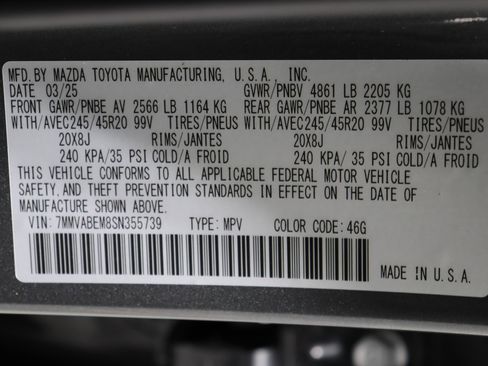 MFD. BY MAZDA TOYOTA MANUFACTURING, U.S.A., INC.
DATE 03/25 GVWR/PNBV 4861 LB 2205 KG
FRONT GAWR/PNBE AV 2566 LB 1164 KG REAR GAWR/PNBE AR 2377 LB 1078 KG
WITH/AVEC 245/45R20 99V TIRES/PNEUS WITH/AVEC 245/45R20 99V TIRES/PNEUS
20X8J RIMS/JANTES 20X8J RIMS/JANTES
240 KPA/35 PSI COLD/A FROID 240 KPA/35 PSI COLD/A FROID
THIS VEHICLE CONFORMS TO ALL APPLICABLE FEDERAL MOTOR VEHICLE
SAFETY.AND THEFT PREVENTION STANDARDS IN EFFECT ON THE DATE OF
MANUFACTURE SHOWN ABOVE.
VIN: 7MMVABEM8SN355739 TYPE: MPV COLOR CODE: 46G
MADE IN U.S.A.